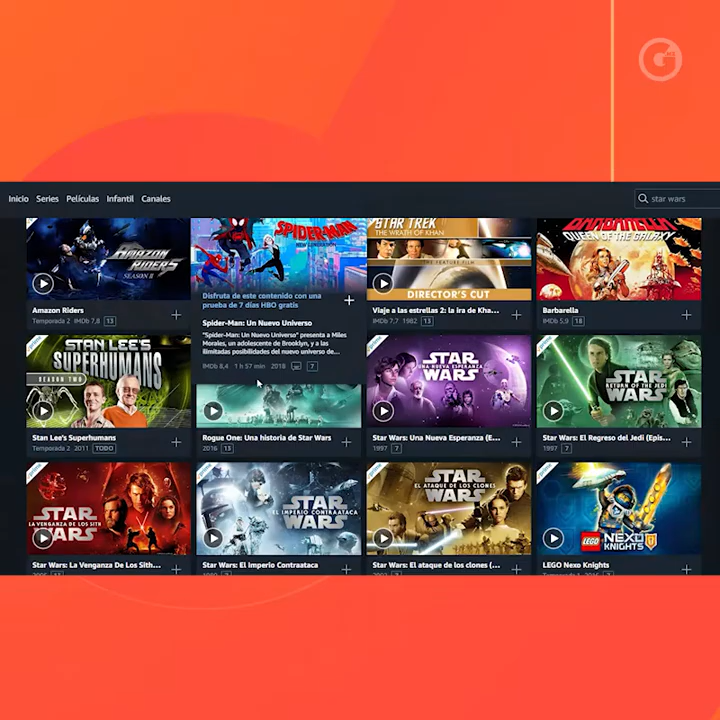 Inicio Series Películas Infantil Canales
star wars
AMAZON
RIDERS
SEASON II
SPIDER-MAN
STAR TREK
THE WRATH OF KHAN
THE FEATURE FILM
DIRECTOR'S CUT
BARBARELLA
QUEEN OF THE GALAXY
Amazon Riders
Temporada 2 IMDb 7,8 13
Disfruta de este contenido con una
prueba de 7 días HBO gratis
Spider-Man: Un Nuevo Universo
"Spider-Man: Un Nuevo Universo" presenta a Miles
Morales, un adolescente de Brooklyn, y a las
ilimitadas posibilidades del nuevo universo de...
IMDb 8,4 1 h 57 min 2018 7
Viaje a las estrellas 2: la ira de Kha...
IMDb 7,7 1982 13
Barbarella
IMDb 5,9 18
STAN LEE'S
SUPERHUMANS
SEASON TWO
STAR
UNA NUEVA ESPERANZA
WARS
STAR
RETURN OF THE JEDI
WARS
Stan Lee's Superhumans
Temporada 2 2011 TODO
Rogue One: Una historia de Star Wars
2016 13
Star Wars: Una Nueva Esperanza (E...
1997 7
Star Wars: El Regreso del Jedi (Epis...
1997 7
STAR
LA VENGANZA DE LOS SITH
WARS
STAR
EL IMPERIO CONTRAATACA
WARS
STAR
EL ATAQUE DE LOS CLONES
WARS
LEGO NEXO
KNIGHTS
Star Wars: La Venganza De Los Sith...
Star Wars: El Imperio Contraataca
Star Wars: El ataque de los clones (...
LEGO Nexo Knights